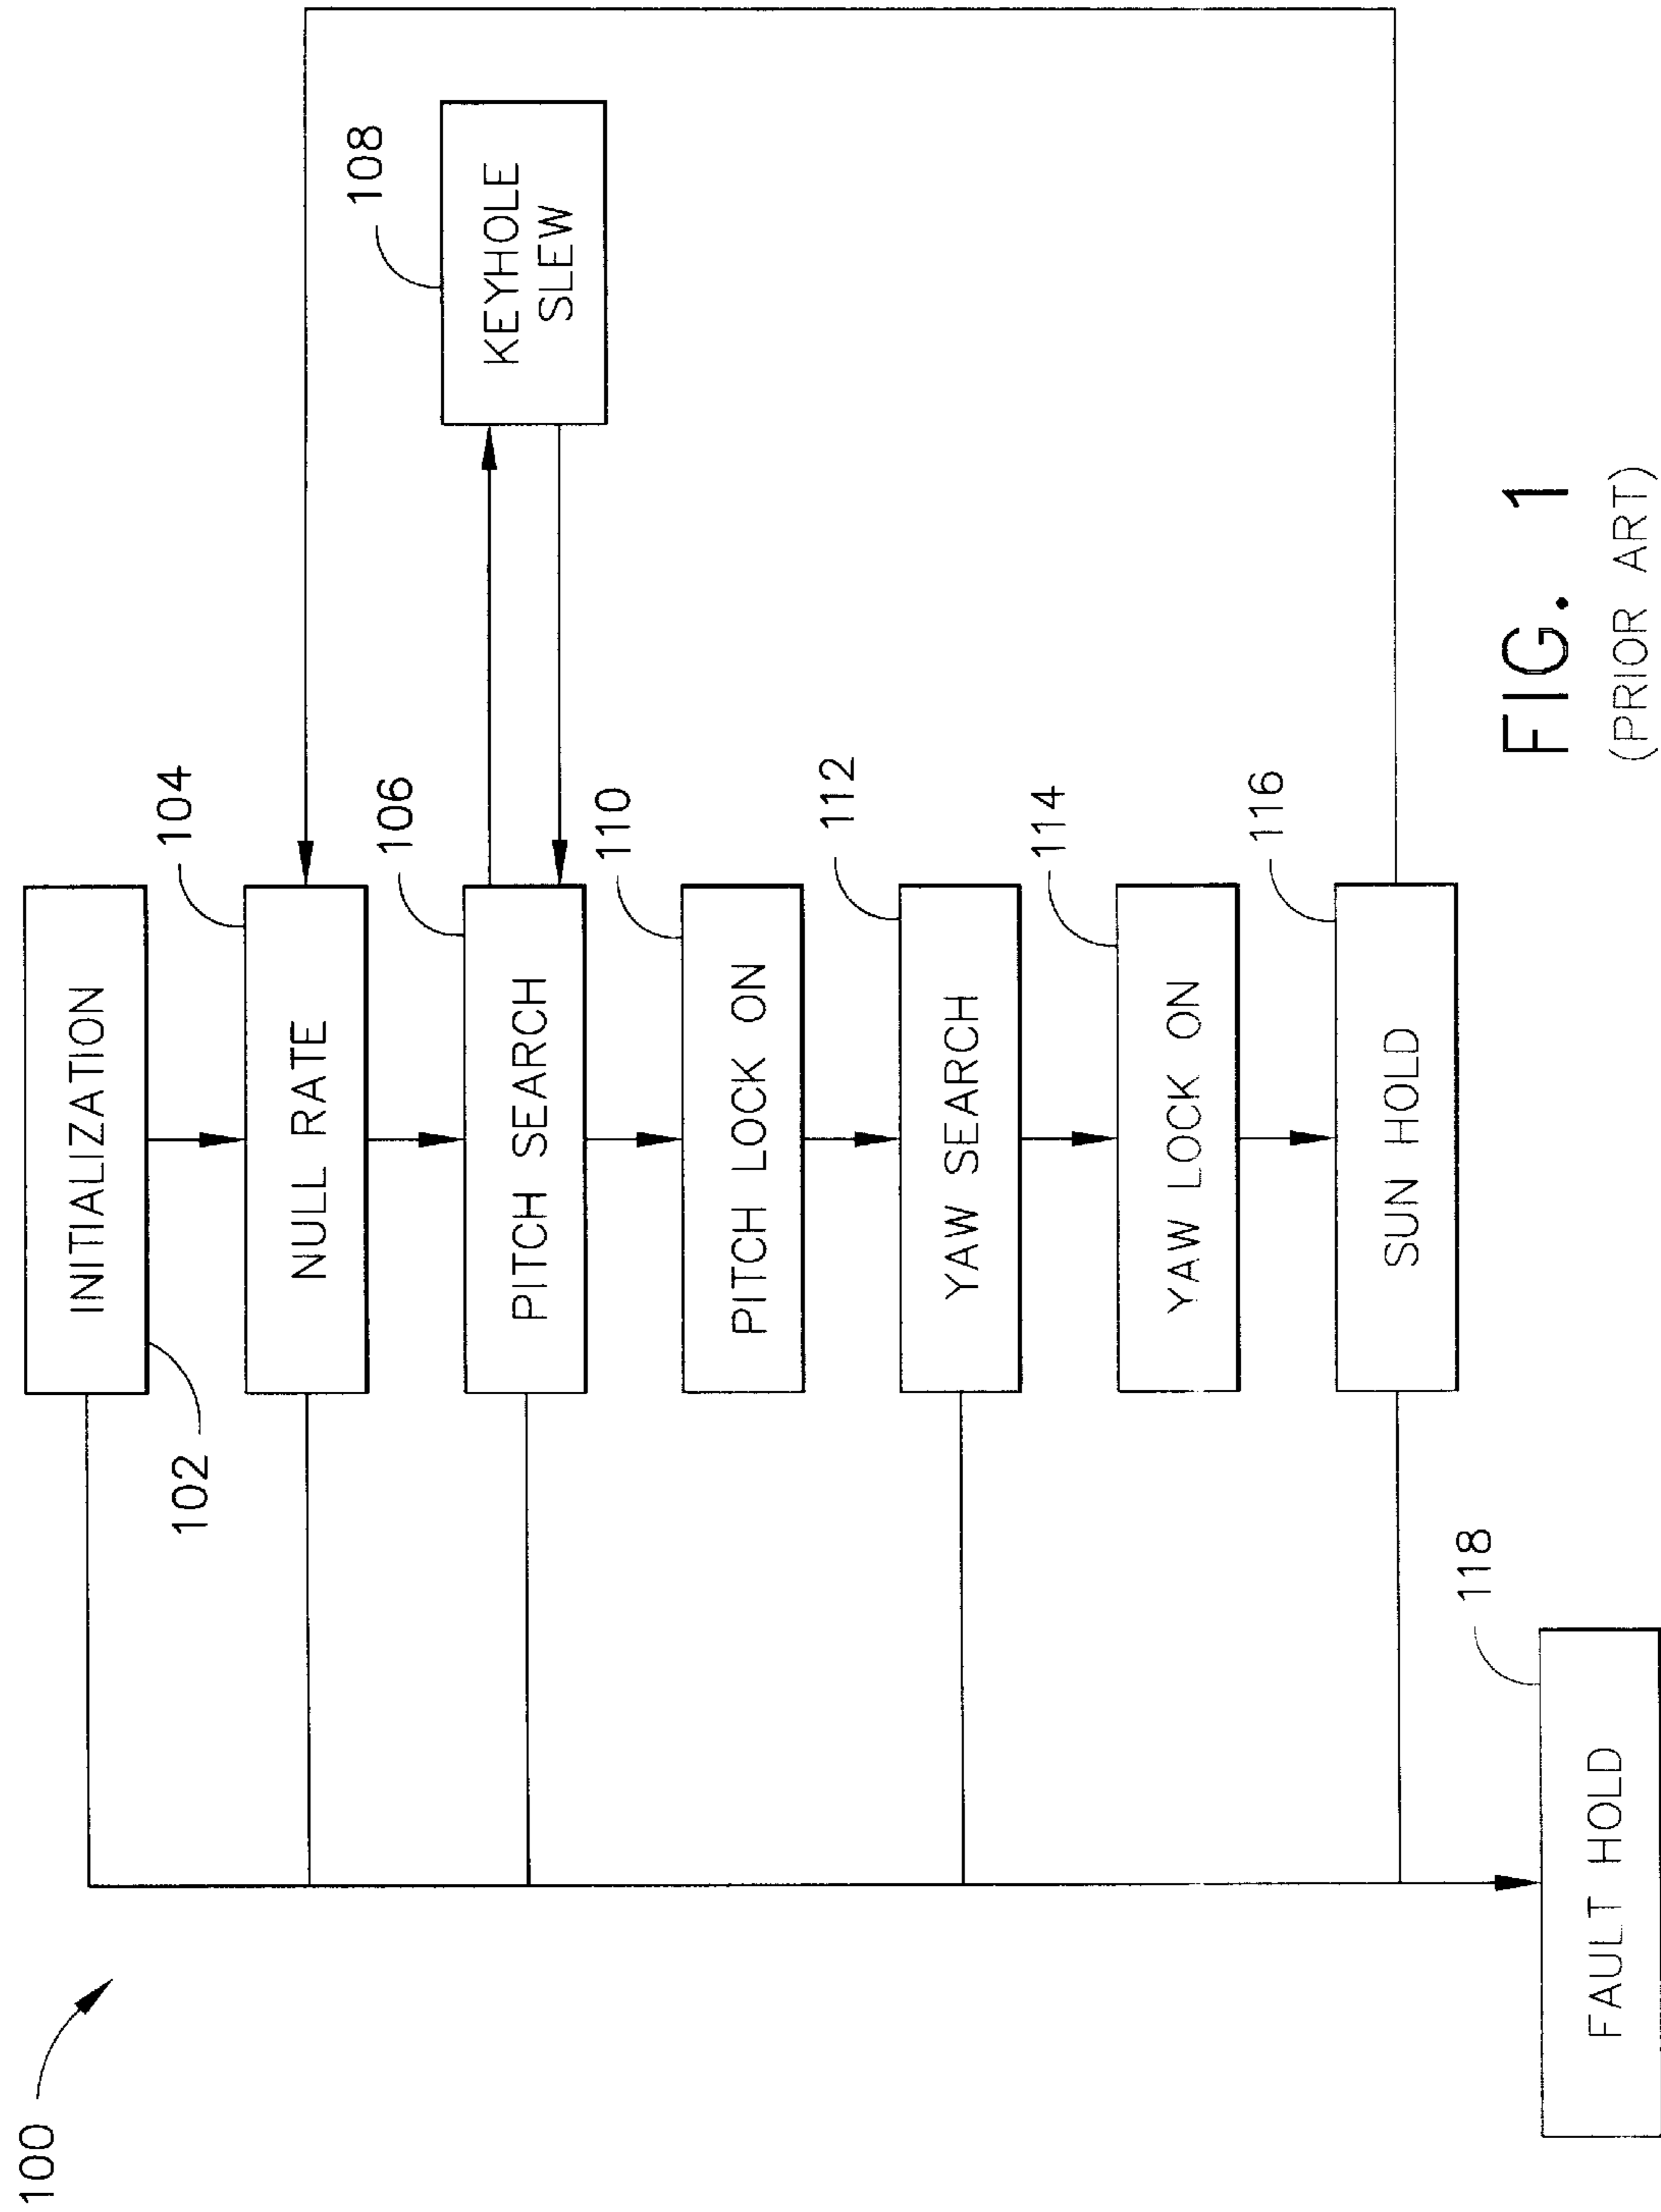 100
INITIALIZATION
102
NULL RATE
104
PITCH SEARCH
106
KEYHOLE
SLEW
108
PITCH LOCK ON
110
YAW SEARCH
112
YAW LOCK ON
114
SUN HOLD
116
FAULT HOLD
118
FIG. 1
(PRIOR ART)